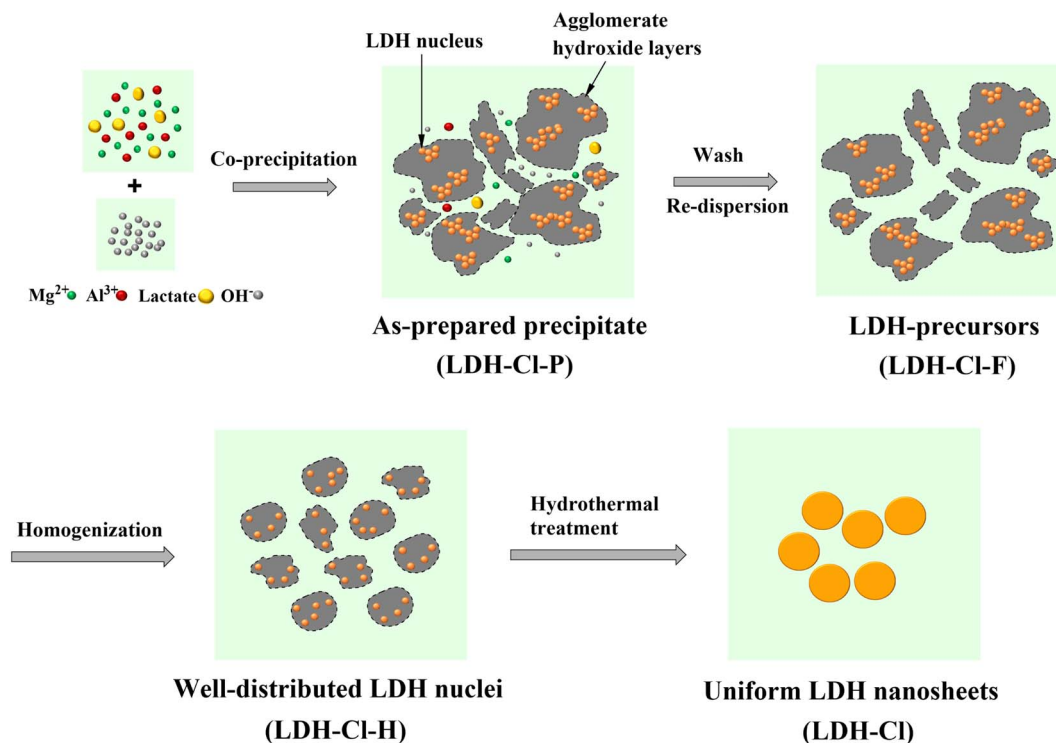 LDH nucleus
Agglomerate
hydroxide layers
+
Co-precipitation
Wash
Re-dispersion
Mg²⁺ Al³⁺ Lactate OH⁻
As-prepared precipitate
(LDH-Cl-P)
LDH-precursors
(LDH-Cl-F)
Homogenization
Hydrothermal
treatment
Well-distributed LDH nuclei
(LDH-Cl-H)
Uniform LDH nanosheets
(LDH-Cl)